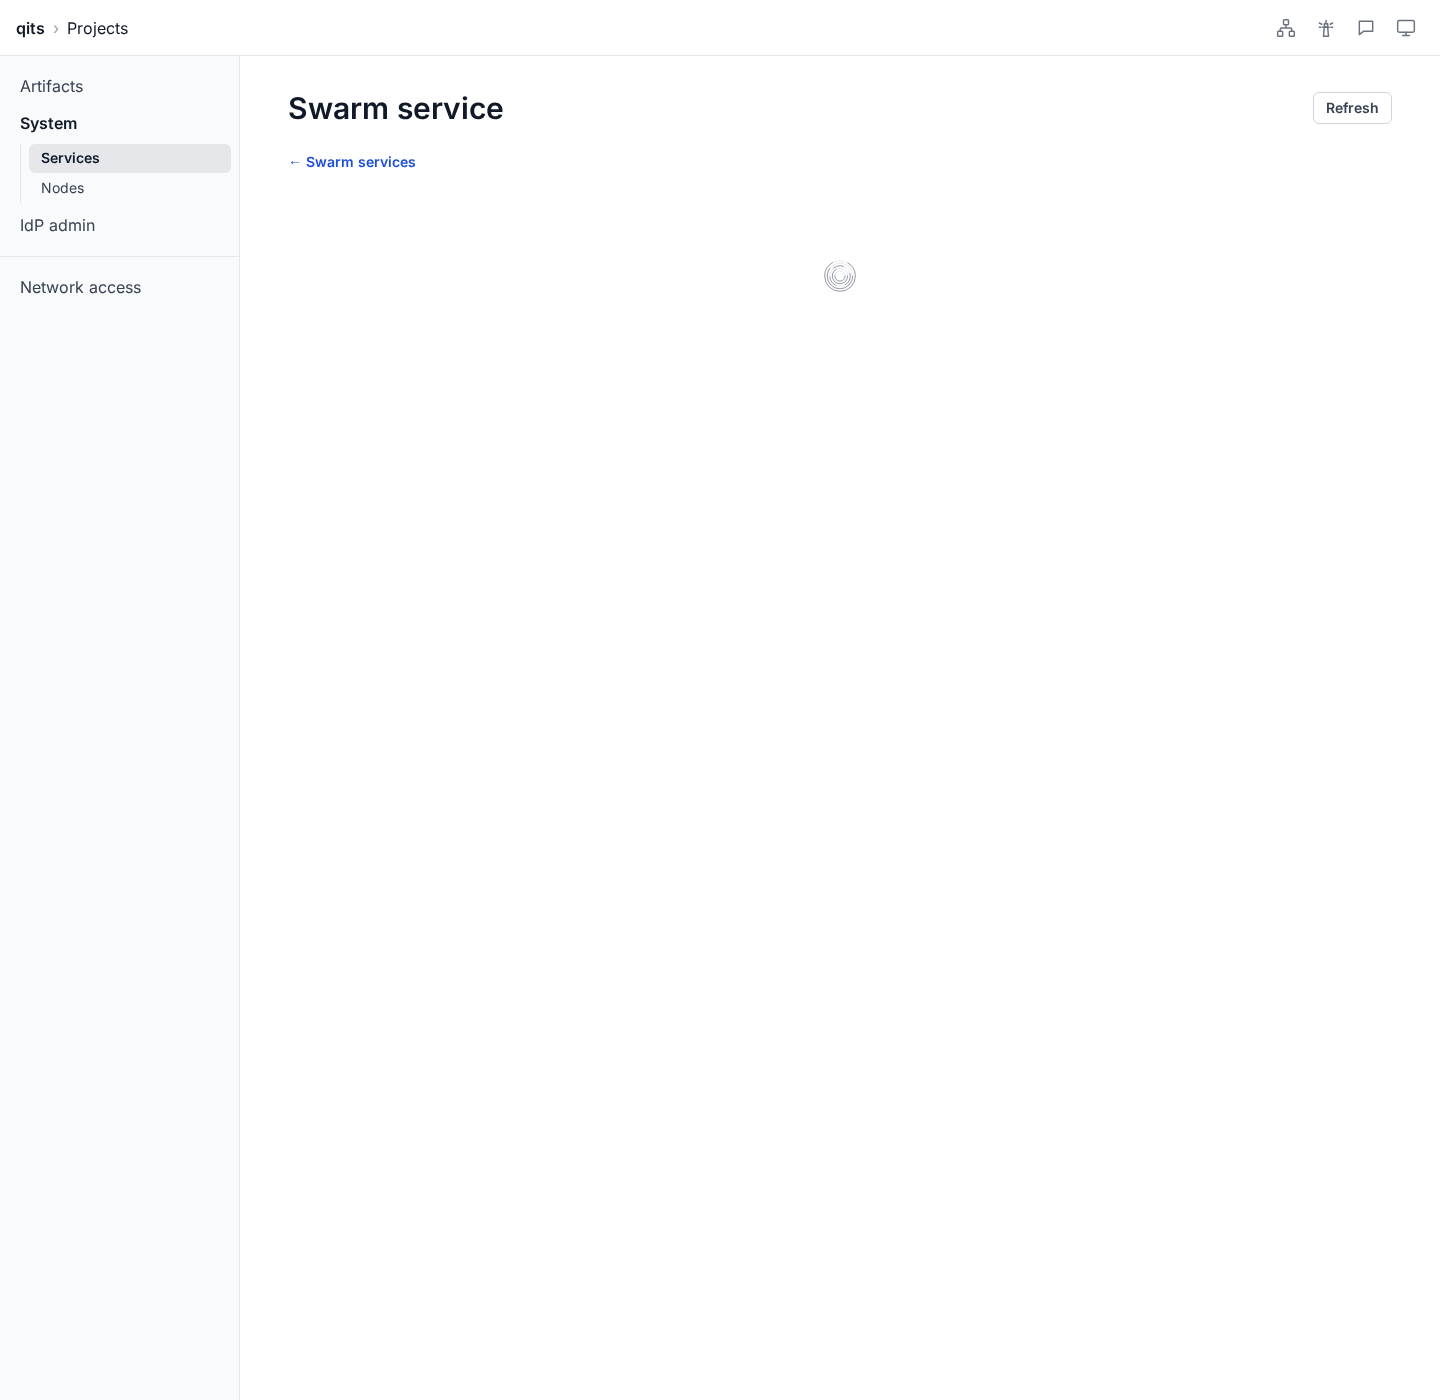 qits › Projects
Artifacts
System
Services
Nodes
IdP admin
Network access
Swarm service
Refresh
← Swarm services